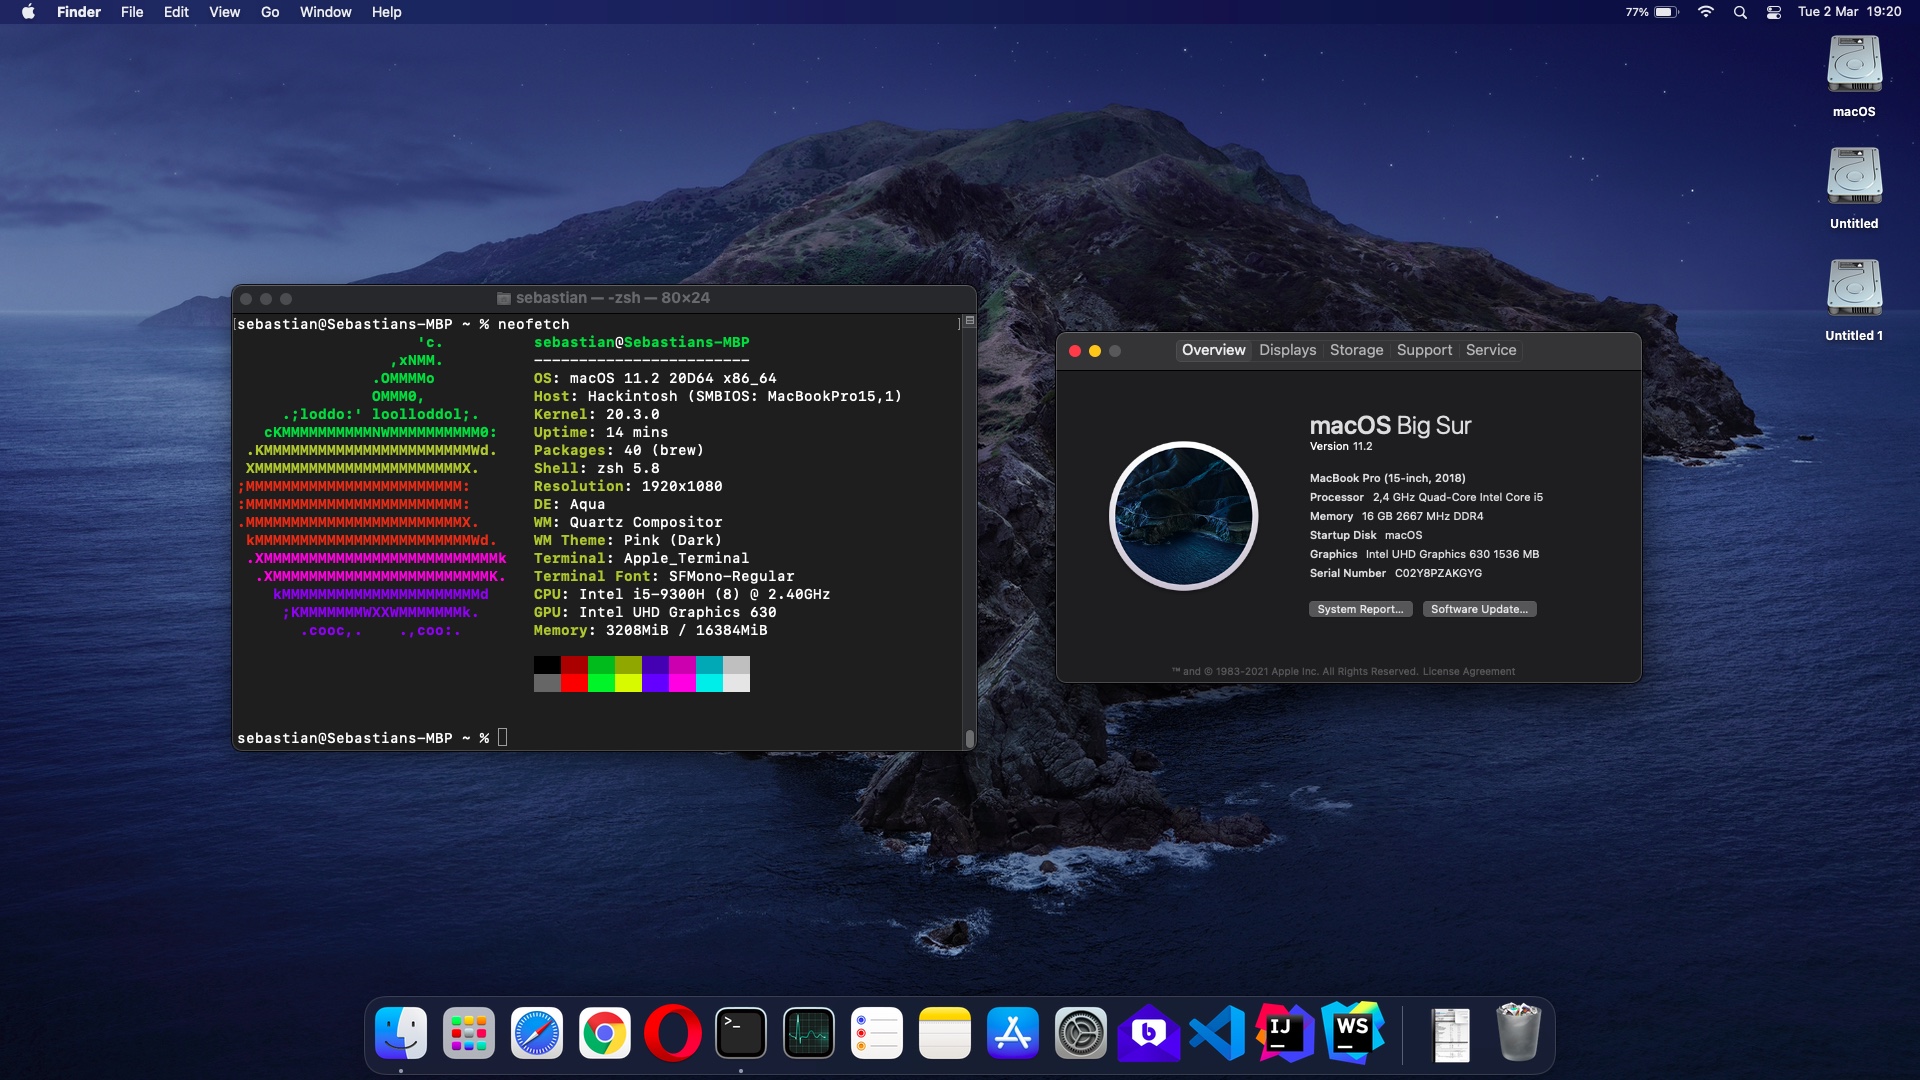 Finder File Edit View Go Window Help
77% Tue 2 Mar 19:20
macOS
Untitled
Untitled 1
sebastian — -zsh — 80×24
[sebastian@Sebastians-MBP ~ % neofetch ]
'c. sebastian@Sebastians-MBP
,xNMM. ------------------------
.OMMMMo OS: macOS 11.2 20D64 x86_64
OMMM0, Host: Hackintosh (SMBIOS: MacBookPro15,1)
.;loddo:' loolloddol;. Kernel: 20.3.0
cKMMMMMMMMMMNWMMMMMMMMMM0: Uptime: 14 mins
.KMMMMMMMMMMMMMMMMMMMMMMMWd. Packages: 40 (brew)
XMMMMMMMMMMMMMMMMMMMMMMMX. Shell: zsh 5.8
;MMMMMMMMMMMMMMMMMMMMMMMM: Resolution: 1920x1080
:MMMMMMMMMMMMMMMMMMMMMMMM: DE: Aqua
.MMMMMMMMMMMMMMMMMMMMMMMMX. WM: Quartz Compositor
kMMMMMMMMMMMMMMMMMMMMMMMMWd. WM Theme: Pink (Dark)
.XMMMMMMMMMMMMMMMMMMMMMMMMMMk Terminal: Apple_Terminal
.XMMMMMMMMMMMMMMMMMMMMMMMMK. Terminal Font: SFMono-Regular
kMMMMMMMMMMMMMMMMMMMMMMd CPU: Intel i5-9300H (8) @ 2.40GHz
;KMMMMMMMWXXWMMMMMMMk. GPU: Intel UHD Graphics 630
.cooc,. .,coo:. Memory: 3208MiB / 16384MiB
sebastian@Sebastians-MBP ~ %
Overview Displays Storage Support Service
macOS Big Sur
Version 11.2
MacBook Pro (15-inch, 2018)
Processor 2,4 GHz Quad-Core Intel Core i5
Memory 16 GB 2667 MHz DDR4
Startup Disk macOS
Graphics Intel UHD Graphics 630 1536 MB
Serial Number C02Y8PZAKGYG
System Report... Software Update...
™ and © 1983-2021 Apple Inc. All Rights Reserved. License Agreement
>_
b
IJ
WS